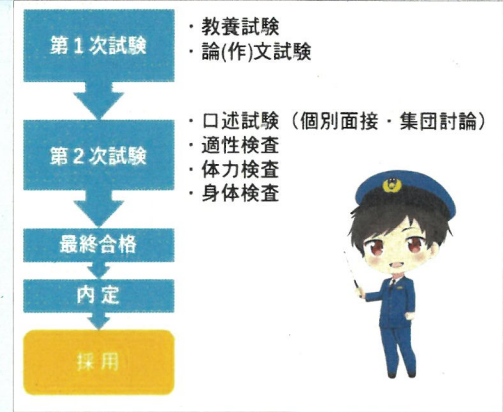 第1次試験
・教養試験
・論(作)文試験
第2次試験
・口述試験（個別面接・集団討論）
・適性検査
・体力検査
・身体検査
最終合格
内定
採用